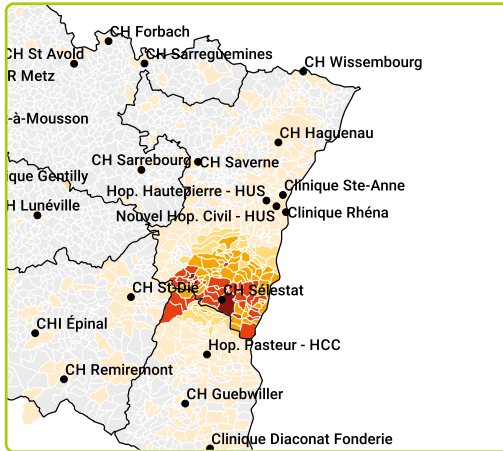 CH Forbach
CH St Avold
CH Sarreguemines
R Metz
CH Wissembourg
-à-Mousson
CH Haguenau
CH Sarrebourg
CH Saverne
ique Gentilly
Hop. Hautepierre - HUS
Clinique Ste-Anne
H Lunéville
Nouvel Hop. Civil - HUS
Clinique Rhéna
CH St Dié
CH Sélestat
CHI Épinal
Hop. Pasteur - HCC
CH Remiremont
CH Guebwiller
Clinique Diaconat Fonderie